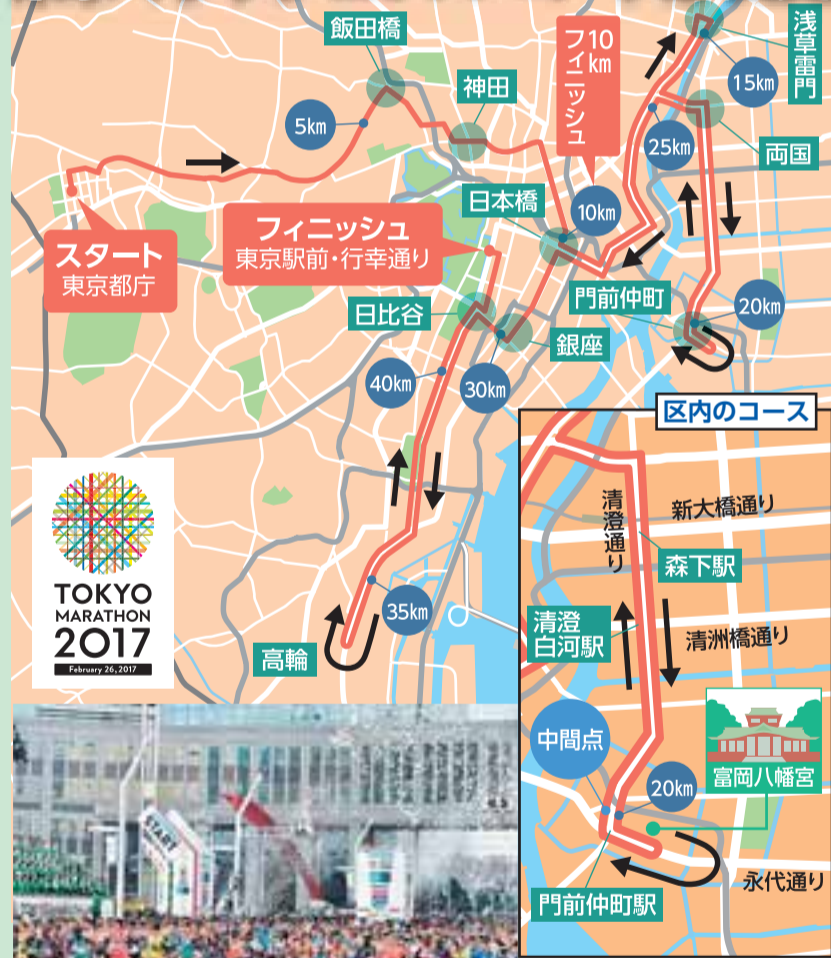 飯田橋
神田
10km
フィニッシュ
浅草雷門
15km
5km
25km
両国
日本橋
10km
スタート
東京都庁
フィニッシュ
東京駅前・行幸通り
門前仲町
20km
日比谷
銀座
40km
30km
区内のコース
35km
高輪
TOKYO
MARATHON
2017
February 26, 2017
清澄通り
新大橋通り
森下駅
清澄
白河駅
清洲橋通り
中間点
20km
富岡八幡宮
門前仲町駅
永代通り
START